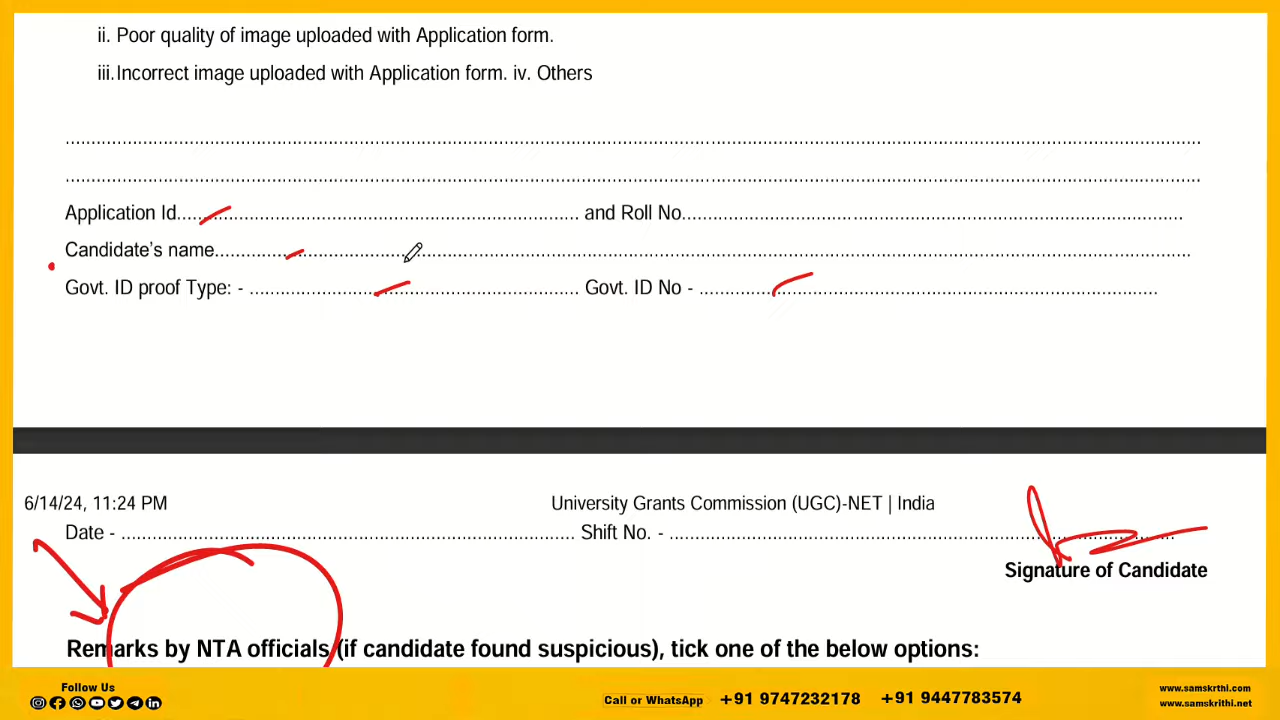 ii. Poor quality of image uploaded with Application form.
iii.Incorrect image uploaded with Application form. iv. Others
........................................................................................................................
........................................................................................................................
Application Id........................................ and Roll No........................................
Candidate's name........................................................................................
Govt. ID proof Type: - ........................................ Govt. ID No - ........................................
6/14/24, 11:24 PM University Grants Commission (UGC)-NET | India
Date - ........................................ Shift No. - ........................................
Signature of Candidate
Remarks by NTA officials (if candidate found suspicious), tick one of the below options:
Follow Us
Call or WhatsApp +91 9747232178 +91 9447783574
www.samskrthi.com
www.samskrithi.net